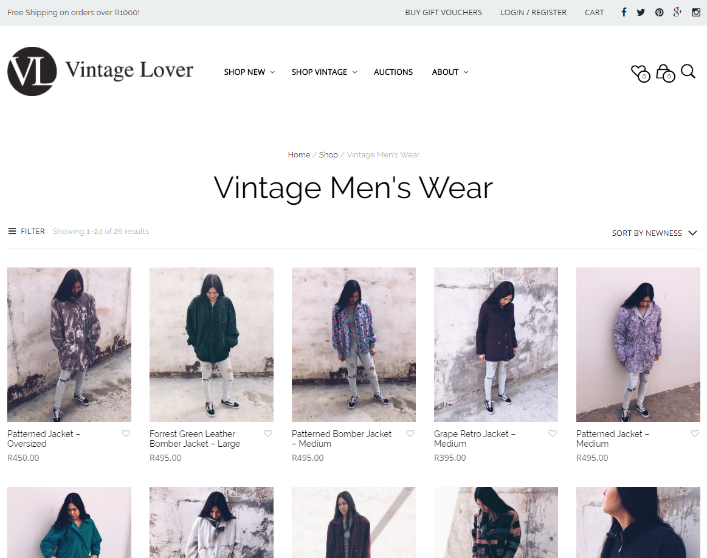 Free Shipping on orders over R1000!
BUY GIFT VOUCHERS
LOGIN / REGISTER
CART
VL Vintage Lover
SHOP NEW
SHOP VINTAGE
AUCTIONS
ABOUT
0
0
Home / Shop / Vintage Men's Wear
Vintage Men's Wear
FILTER
Showing 1–24 of 26 results
SORT BY NEWNESS
Patterned Jacket –
Oversized
R450.00
Forrest Green Leather
Bomber Jacket – Large
R495.00
Patterned Bomber Jacket
– Medium
R495.00
Grape Retro Jacket –
Medium
R395.00
Patterned Jacket –
Medium
R495.00